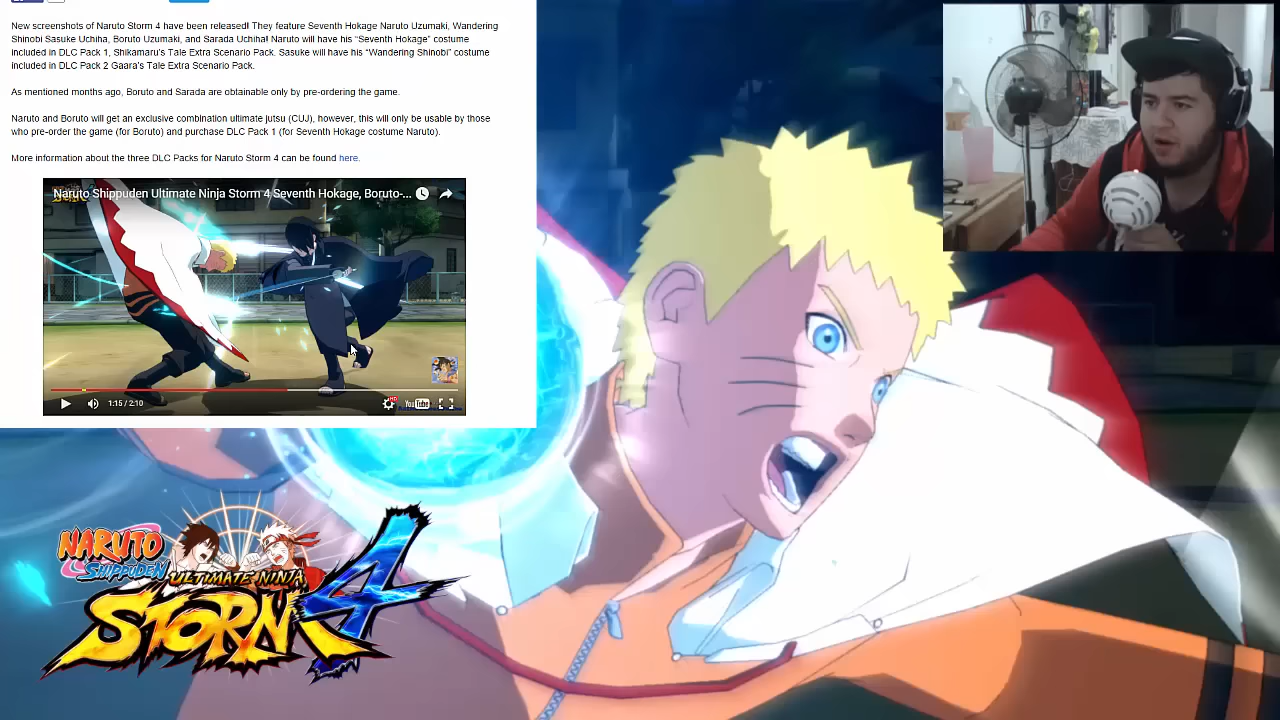 New screenshots of Naruto Storm 4 have been released! They feature Seventh Hokage Naruto Uzumaki, Wandering
Shinobi Sasuke Uchiha, Boruto Uzumaki, and Sarada Uchiha! Naruto will have his “Seventh Hokage” costume
included in DLC Pack 1, Shikamaru's Tale Extra Scenario Pack. Sasuke will have his “Wandering Shinobi” costume
included in DLC Pack 2 Gaara's Tale Extra Scenario Pack.
As mentioned months ago, Boruto and Sarada are obtainable only by pre-ordering the game.
Naruto and Boruto will get an exclusive combination ultimate jutsu (CUJ), however, this will only be usable by those
who pre-order the game (for Boruto) and purchase DLC Pack 1 (for Seventh Hokage costume Naruto).
More information about the three DLC Packs for Naruto Storm 4 can be found here.
Naruto Shippuden Ultimate Ninja Storm 4 Seventh Hokage, Boruto-...
1:15 / 2:10
HD
YouTube
NARUTO
SHIPPUDEN
ULTIMATE NINJA
STORM 4